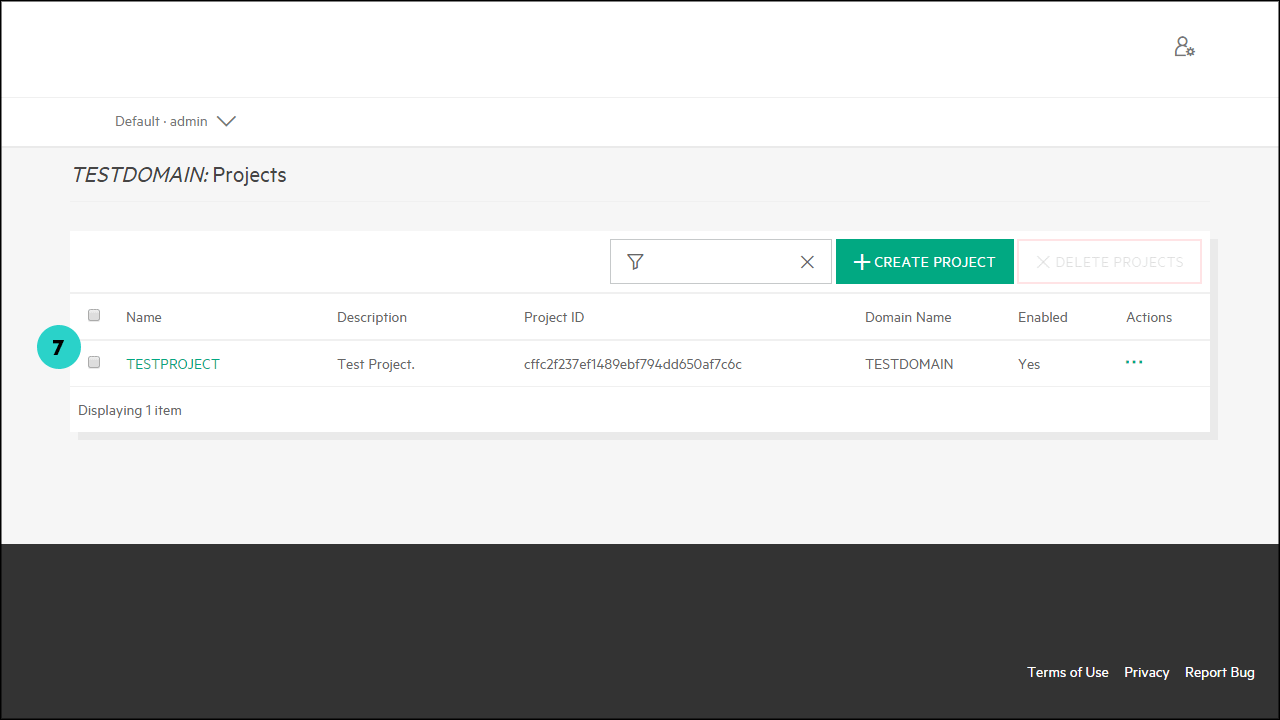 Default · admin
TESTDOMAIN: Projects
CREATE PROJECT DELETE PROJECTS
Name Description Project ID Domain Name Enabled Actions
7
TESTPROJECT Test Project. cffc2f237ef1489ebf794dd650af7c6c TESTDOMAIN Yes ...
Displaying 1 item
Terms of Use Privacy Report Bug